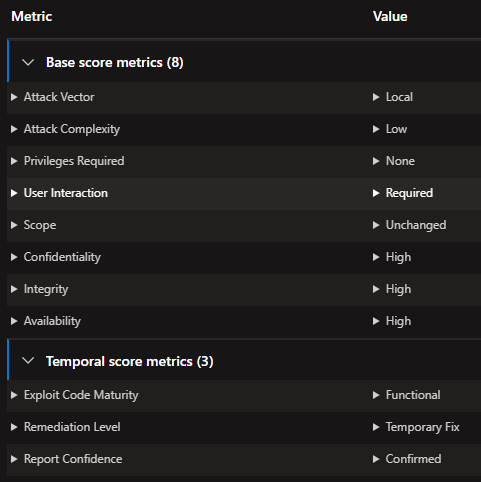 Metric Value
Base score metrics (8)
Attack Vector Local
Attack Complexity Low
Privileges Required None
User Interaction Required
Scope Unchanged
Confidentiality High
Integrity High
Availability High
Temporal score metrics (3)
Exploit Code Maturity Functional
Remediation Level Temporary Fix
Report Confidence Confirmed